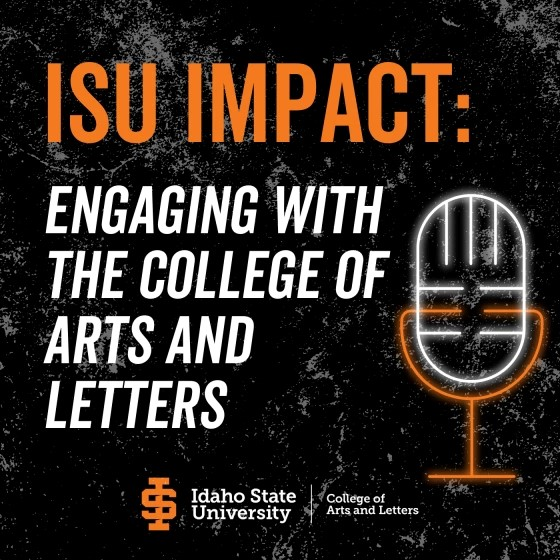 ISU IMPACT:
ENGAGING WITH
THE COLLEGE OF
ARTS AND
LETTERS
Idaho State
University
College of
Arts and Letters